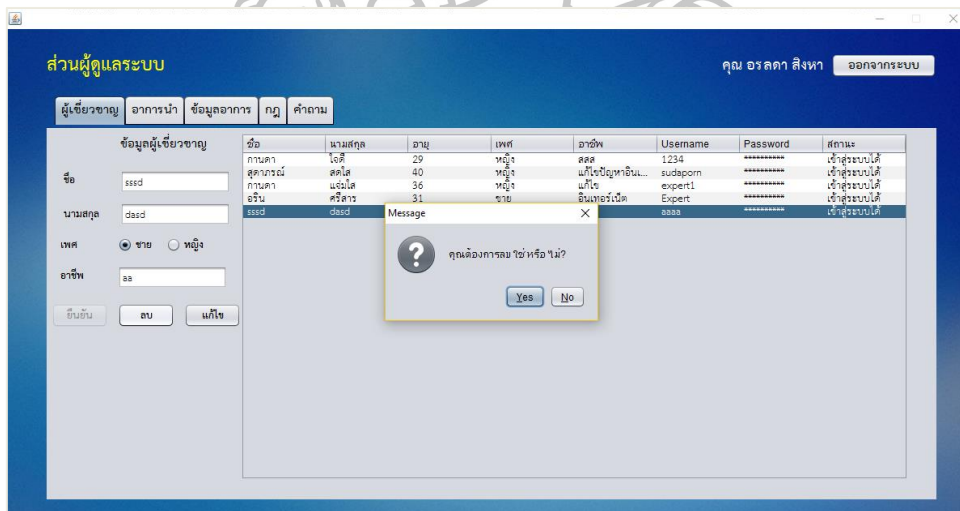 ส่วนผู้ดูแลระบบ
คุณ อรลดา สิงหา ออกจากระบบ
ผู้เชี่ยวชาญ อาการนำ ข้อมูลอาการ กฎ คำถาม
ข้อมูลผู้เชี่ยวชาญ
ชื่อ sssd
นามสกุล dasd
เพศ ชาย หญิง
อาชีพ aa
ยืนยัน ลบ แก้ไข
ชื่อ นามสกุล อายุ เพศ อาชีพ Username Password สถานะ
กานดา ใจดี 29 หญิง สสส 1234 ********** เข้าสู่ระบบได้
สุดาภรณ์ สดใส 40 หญิง แก้ไขปัญหาอินเ... sudaporn ********** เข้าสู่ระบบได้
กานดา แจ่มใส 36 หญิง แก้ไข expert1 ********** เข้าสู่ระบบได้
อริน ศรีสาร 31 ชาย อินเทอร์เน็ต Expert ********** เข้าสู่ระบบได้
sssd dasd aaaa ********** เข้าสู่ระบบได้
Message
คุณต้องการลบ ใช่ หรือ ไม่?
Yes No